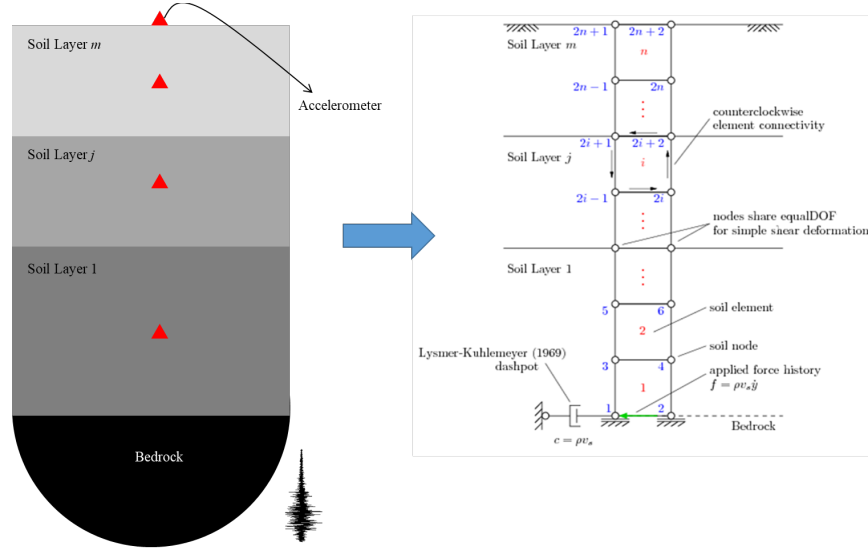 Soil Layer m
Accelerometer
Soil Layer j
Soil Layer 1
Bedrock
2n + 1
2n + 2
Soil Layer m
n
2n − 1
2n
counterclockwise
element connectivity
2i + 1
2i + 2
Soil Layer j
i
2i − 1
2i
nodes share equalDOF
for simple shear deformation
Soil Layer 1
5
6
soil element
2
Lysmer-Kuhlemeyer (1969)
dashpot
soil node
3
4
applied force history
f = ρvₛẏ
1
1
2
Bedrock
c = ρvₛ